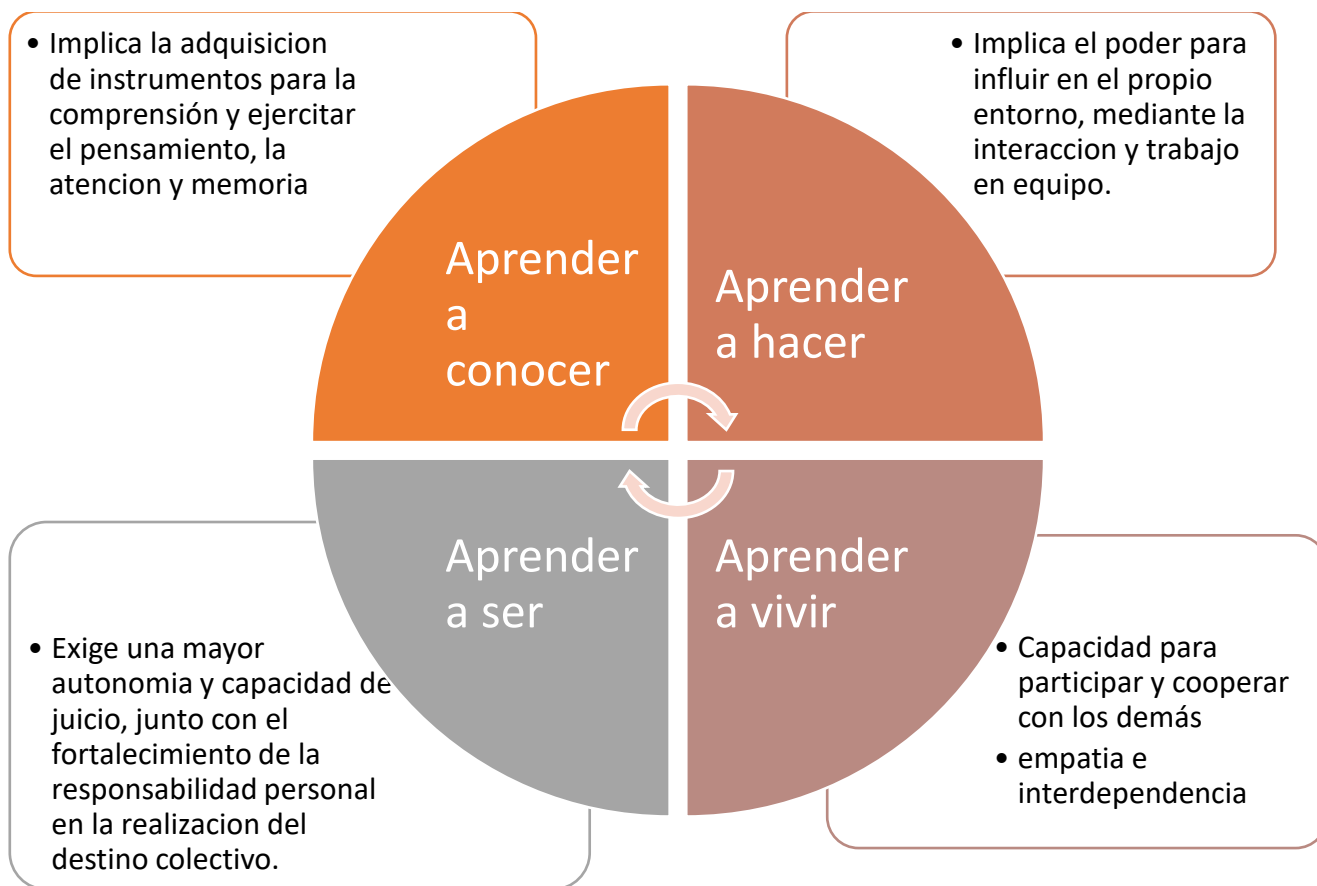 • Implica la adquisicion
de instrumentos para la
comprensión y ejercitar
el pensamiento, la
atencion y memoria
• Implica el poder para
influir en el propio
entorno, mediante la
interaccion y trabajo
en equipo.
Aprender
a
conocer
Aprender
a hacer
Aprender
a ser
Aprender
a vivir
• Exige una mayor
autonomia y capacidad de
juicio, junto con el
fortalecimiento de la
responsabilidad personal
en la realizacion del
destino colectivo.
• Capacidad para
participar y cooperar
con los demás
• empatia e
interdependencia